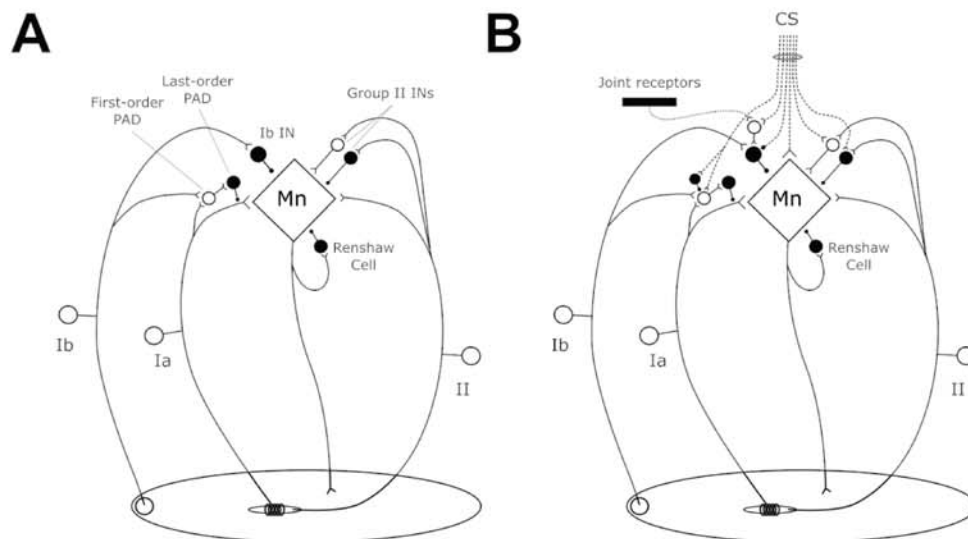 A
Last-order
PAD
First-order
PAD
Ib IN
Group II INs
Mn
Renshaw
Cell
Ib
Ia
II
B
CS
Joint receptors
Mn
Renshaw
Cell
Ib
Ia
II